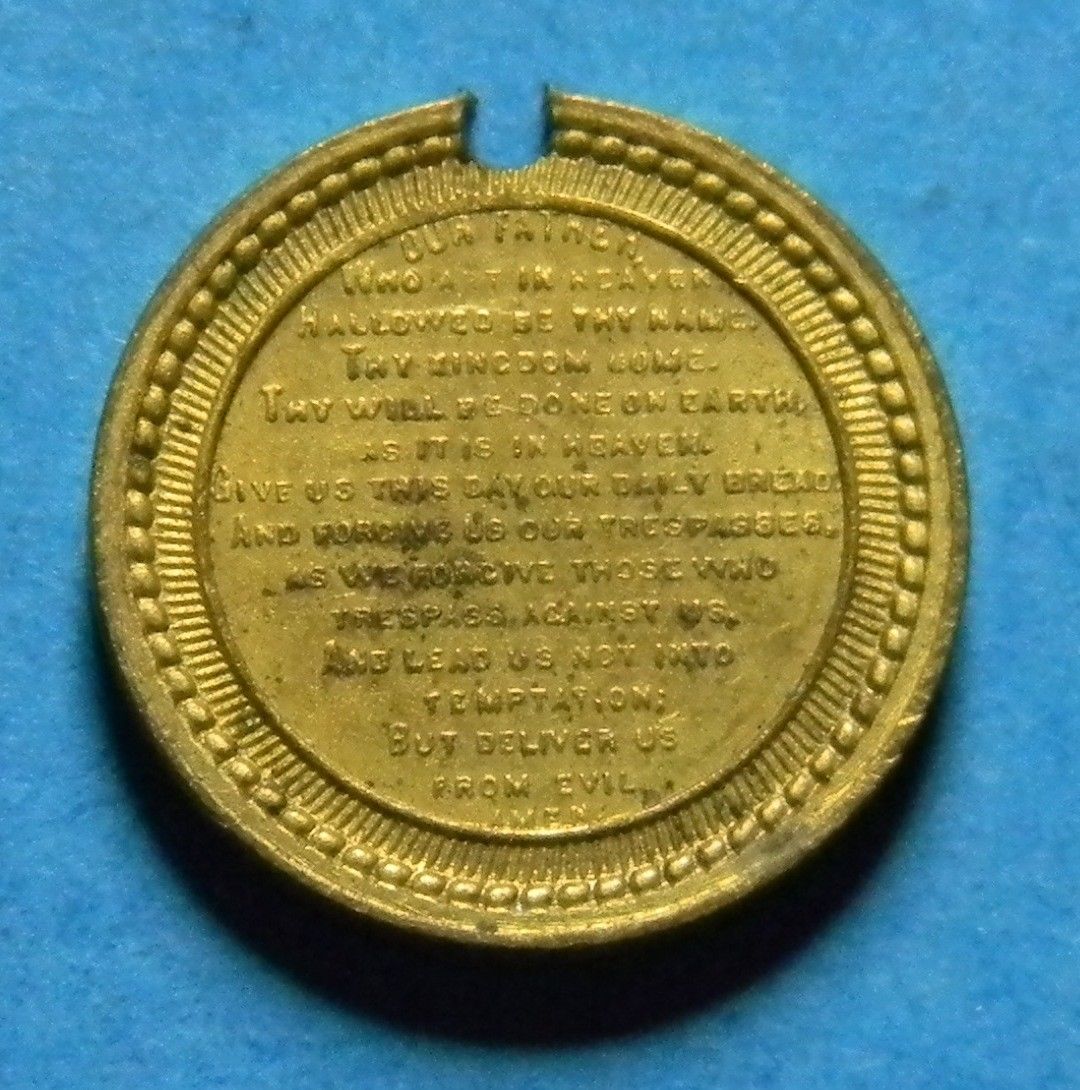 OUR FATHER,
WHO ART IN HEAVEN
HALLOWED BE THY NAME.
THY KINGDOM COME.
THY WILL BE DONE ON EARTH,
AS IT IS IN HEAVEN.
GIVE US THIS DAY, OUR DAILY BREAD.
AND FORGIVE US OUR TRESPASSES,
AS WE FORGIVE THOSE WHO
TRESPASS AGAINST US,
AND LEAD US NOT INTO
TEMPTATION;
BUT DELIVER US
FROM EVIL,
AMEN